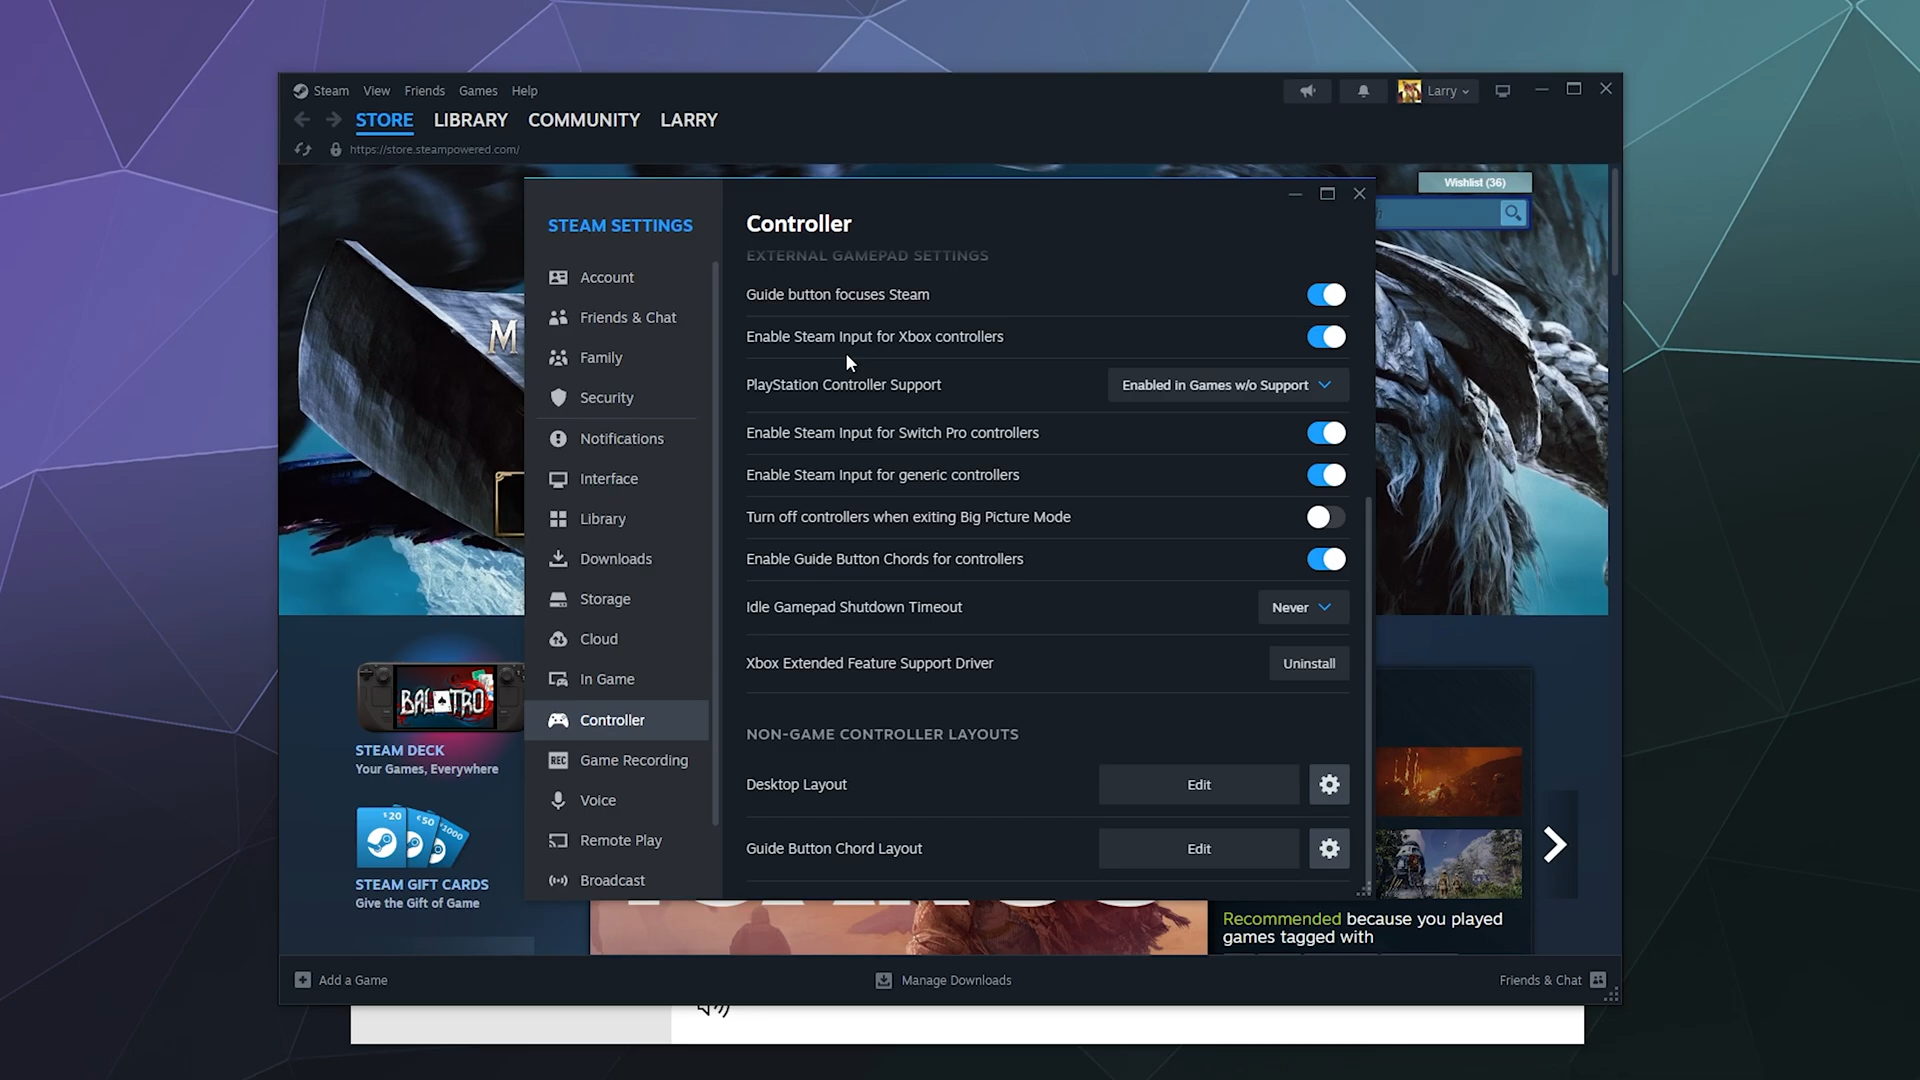 Steam View Friends Games Help
Larry
STORE LIBRARY COMMUNITY LARRY
https://store.steampowered.com/
Wishlist (36)
STEAM SETTINGS
Account
Friends & Chat
Family
Security
Notifications
Interface
Library
Downloads
Storage
Cloud
In Game
Controller
REC Game Recording
Voice
Remote Play
Broadcast
Controller
EXTERNAL GAMEPAD SETTINGS
Guide button focuses Steam
Enable Steam Input for Xbox controllers
PlayStation Controller Support Enabled in Games w/o Support
Enable Steam Input for Switch Pro controllers
Enable Steam Input for generic controllers
Turn off controllers when exiting Big Picture Mode
Enable Guide Button Chords for controllers
Idle Gamepad Shutdown Timeout Never
Xbox Extended Feature Support Driver Uninstall
NON-GAME CONTROLLER LAYOUTS
Desktop Layout Edit
Guide Button Chord Layout Edit
M
BALATRO
STEAM DECK
Your Games, Everywhere
$20 €50 $1000
STEAM GIFT CARDS
Give the Gift of Game
Recommended because you played
games tagged with
Add a Game
Manage Downloads
Friends & Chat